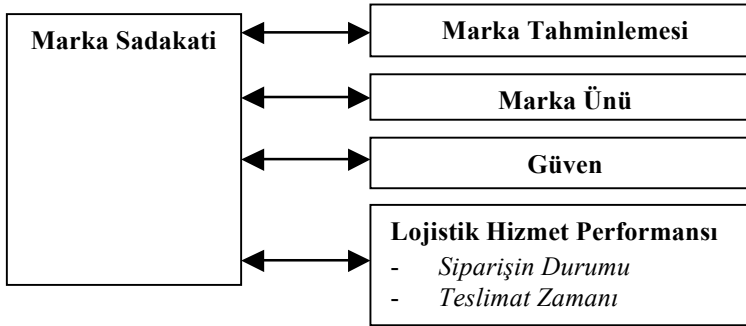 Marka Sadakati
Marka Tahminlemesi
Marka Ünü
Güven
Lojistik Hizmet Performansı
- Siparişin Durumu
- Teslimat Zamanı